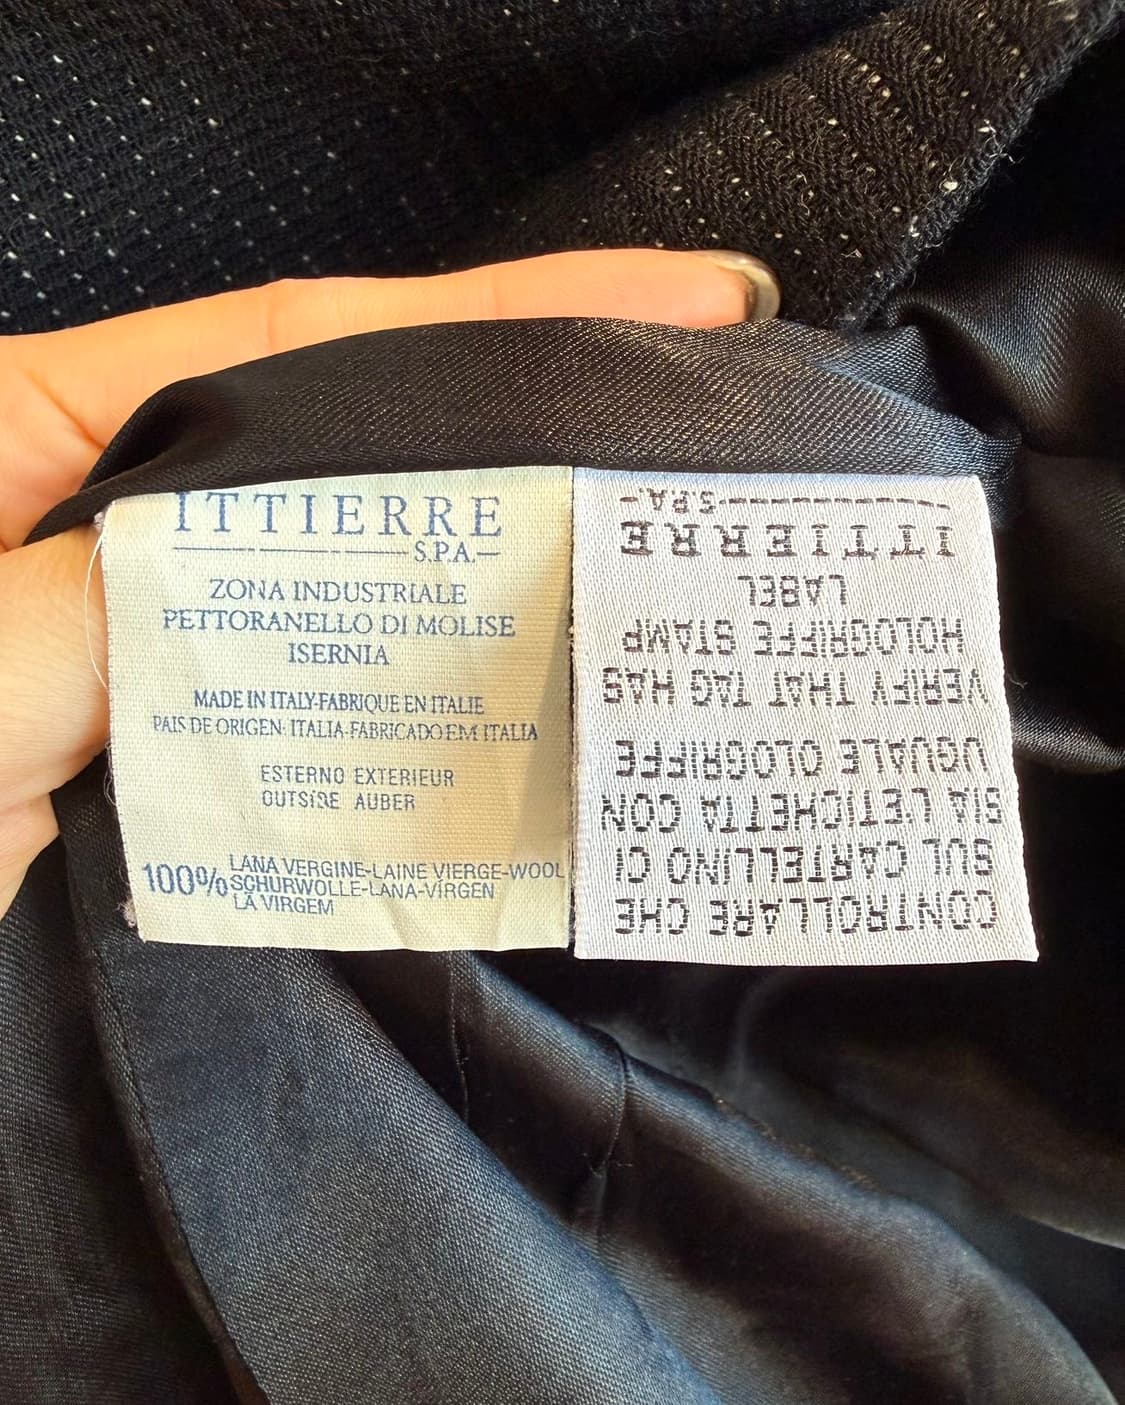 ITTIERRE
S.P.A.
ZONA INDUSTRIALE
PETTORANELLO DI MOLISE
ISERNIA
MADE IN ITALY-FABRIQUE EN ITALIE
PAIS DE ORIGEN: ITALIA-FABRICADO EM ITALIA
ESTERNO EXTERIEUR
OUTSIDE AUBER
100% LANA VERGINE-LAINE VIERGE-WOOL
SCHURWOLLE-LANA-VIRGEN
LÀ VIRGEM
CONTROLLARE CHE
SUL CARTELLINO CI
SIA L'ETICHETTA CON
UGUALE OLOGRIFFE
VERIFY THAT TAG HAS
HOLOGRIFFE STAMP
LABEL
ITTIERRE
S.P.A.